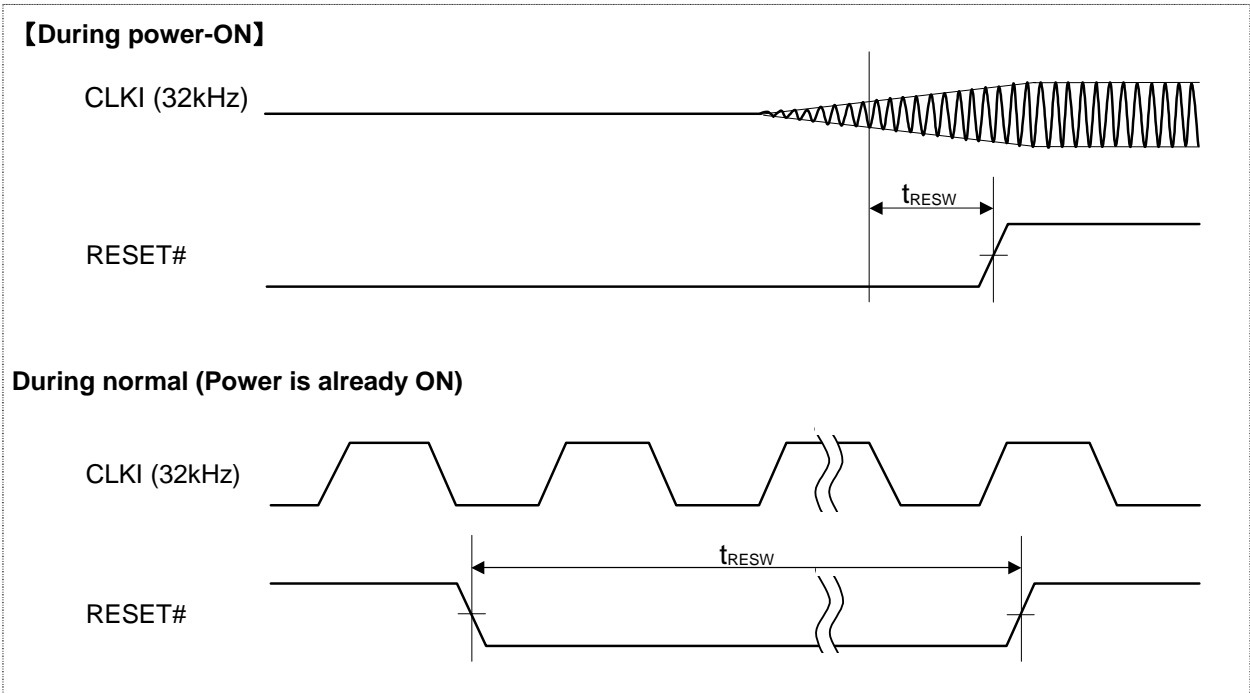 【During power-ON】
CLKI (32kHz)
tRESW
RESET#
During normal (Power is already ON)
CLKI (32kHz)
tRESW
RESET#